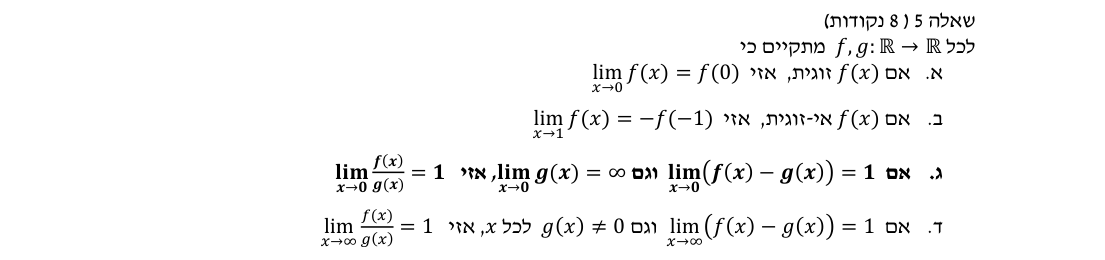 שאלה 5 ( 8 נקודות)
לכל f, g: ℝ → ℝ מתקיים כי
א. אם f(x) זוגית, אזי lim_{x→0} f(x) = f(0)
ב. אם f(x) אי-זוגית, אזי lim_{x→1} f(x) = −f(−1)
ג. אם lim_{x→0} (f(x) − g(x)) = 1 וגם lim_{x→0} g(x) = ∞, אזי lim_{x→0} f(x)/g(x) = 1
ד. אם lim_{x→∞} (f(x) − g(x)) = 1 וגם g(x) ≠ 0 לכל x, אזי lim_{x→∞} f(x)/g(x) = 1